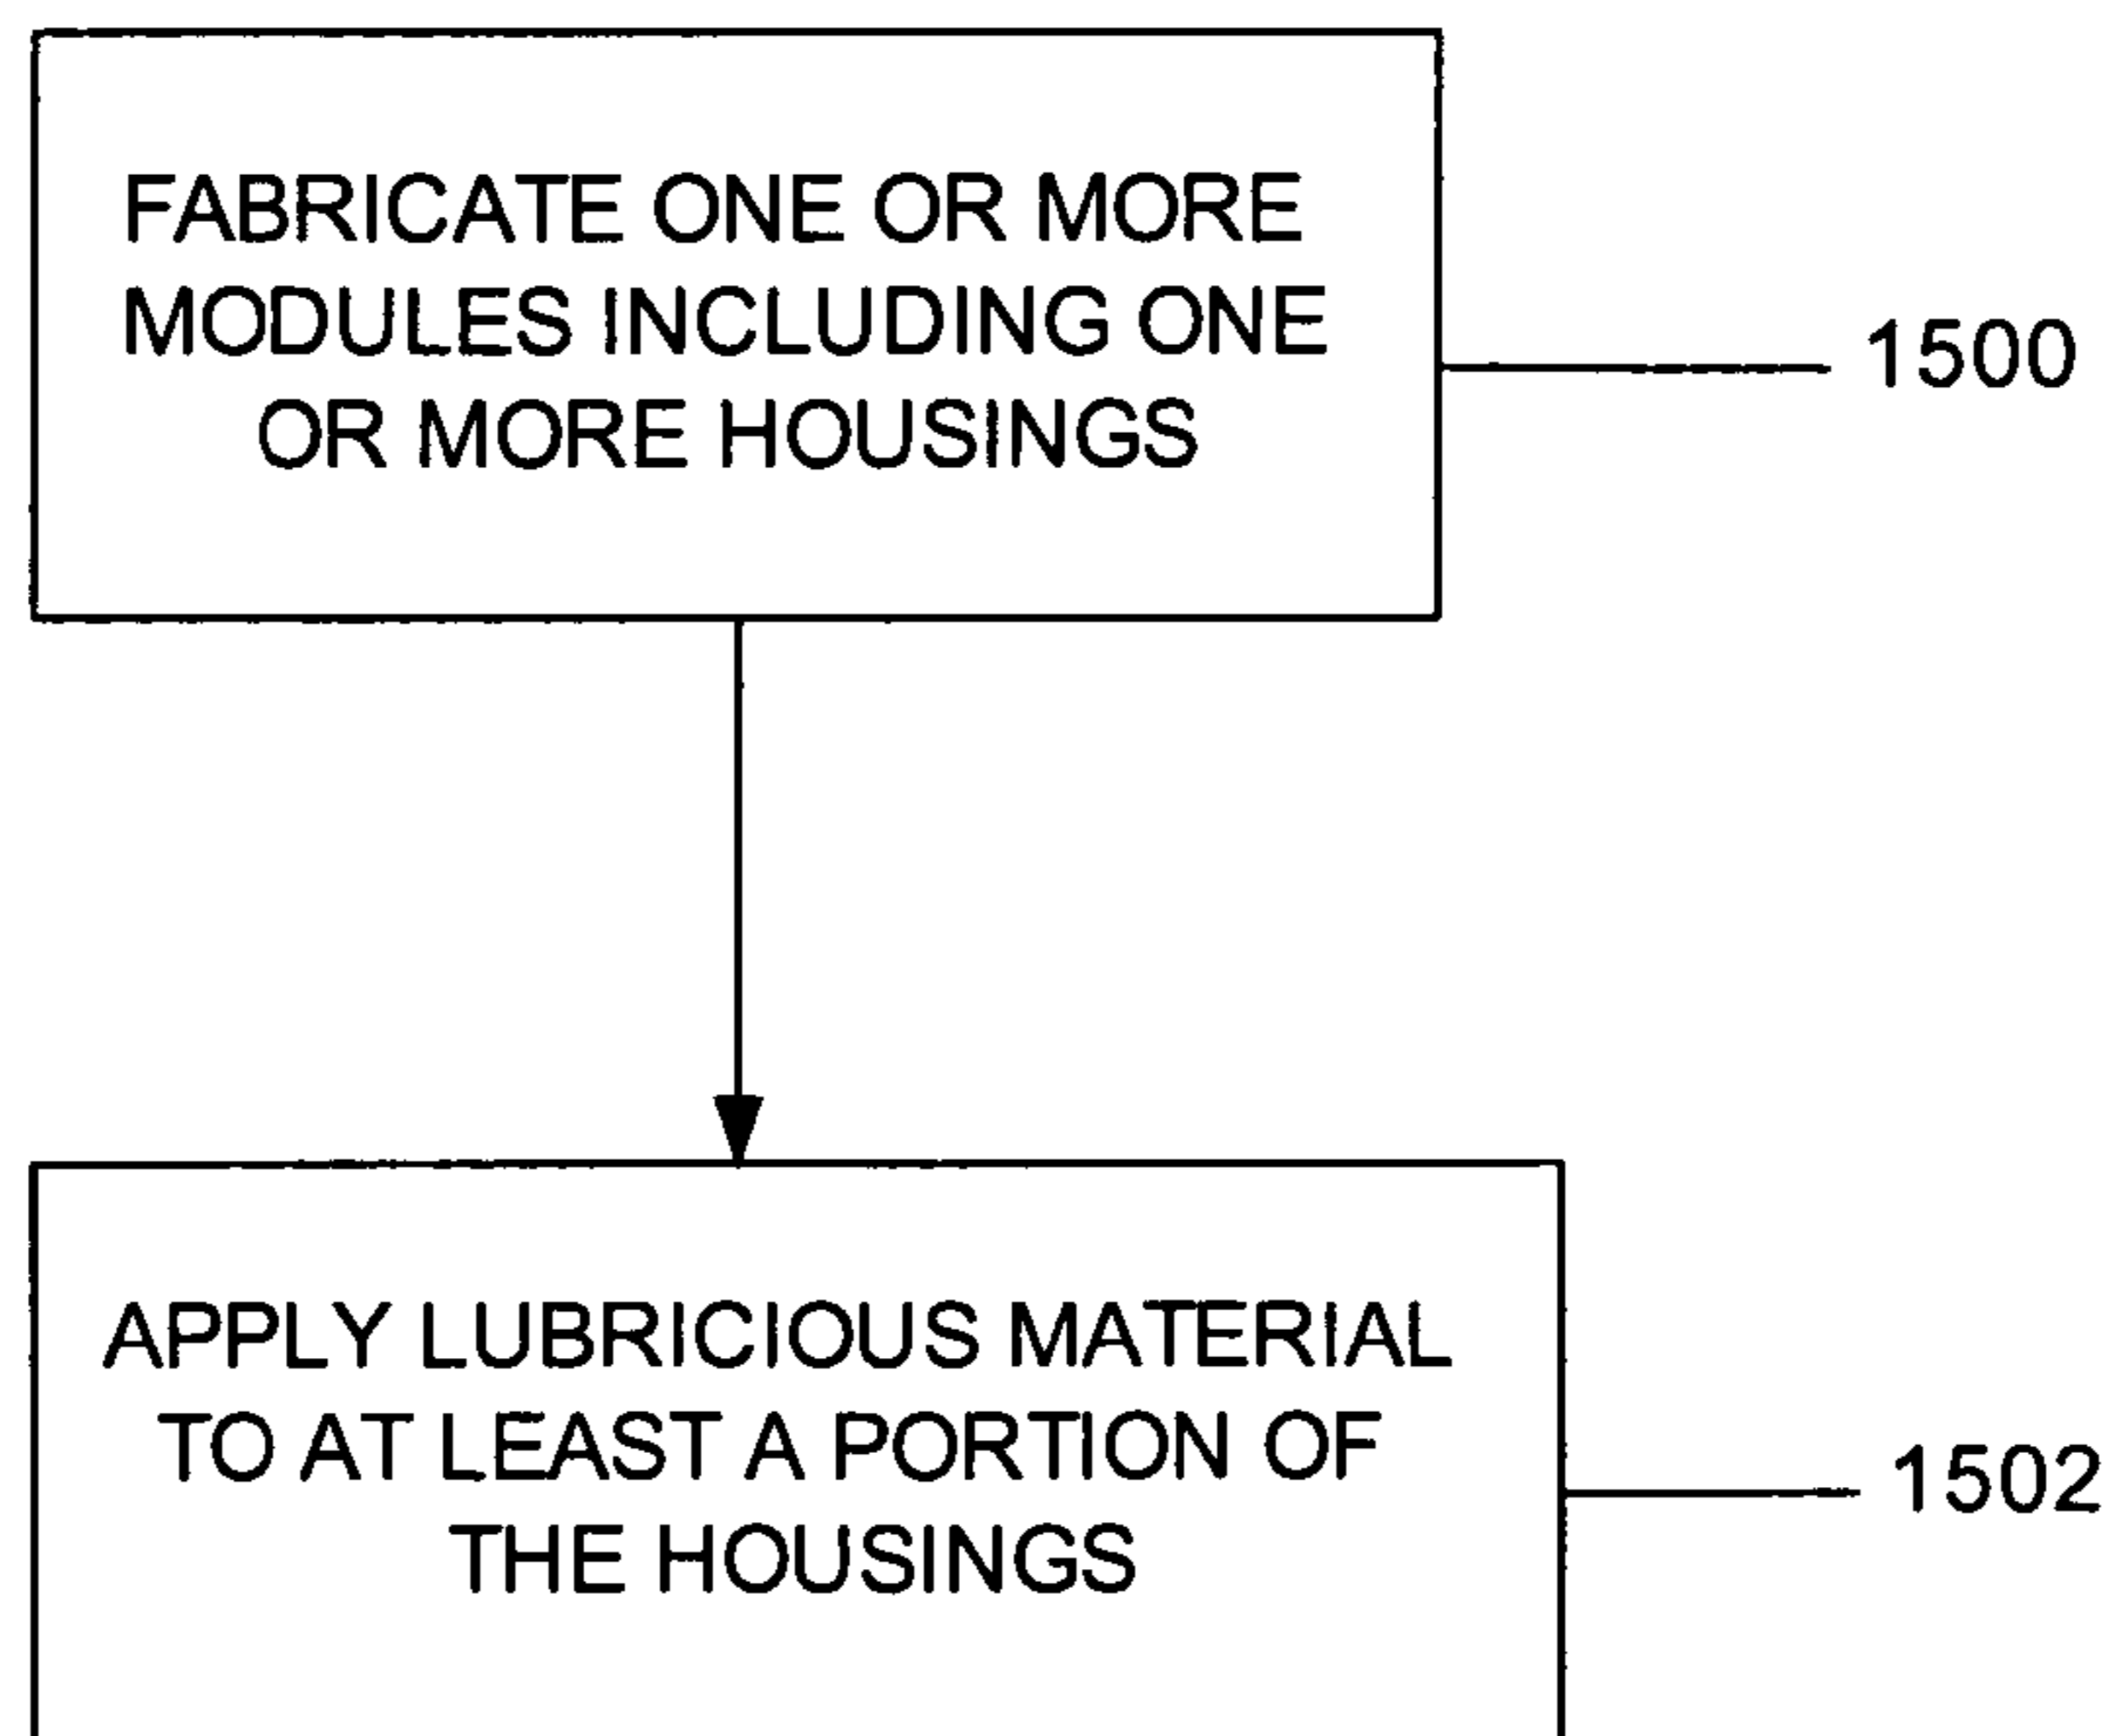 FABRICATE ONE OR MORE
MODULES INCLUDING ONE
OR MORE HOUSINGS
1500
APPLY LUBRICIOUS MATERIAL
TO AT LEAST A PORTION OF
THE HOUSINGS
1502